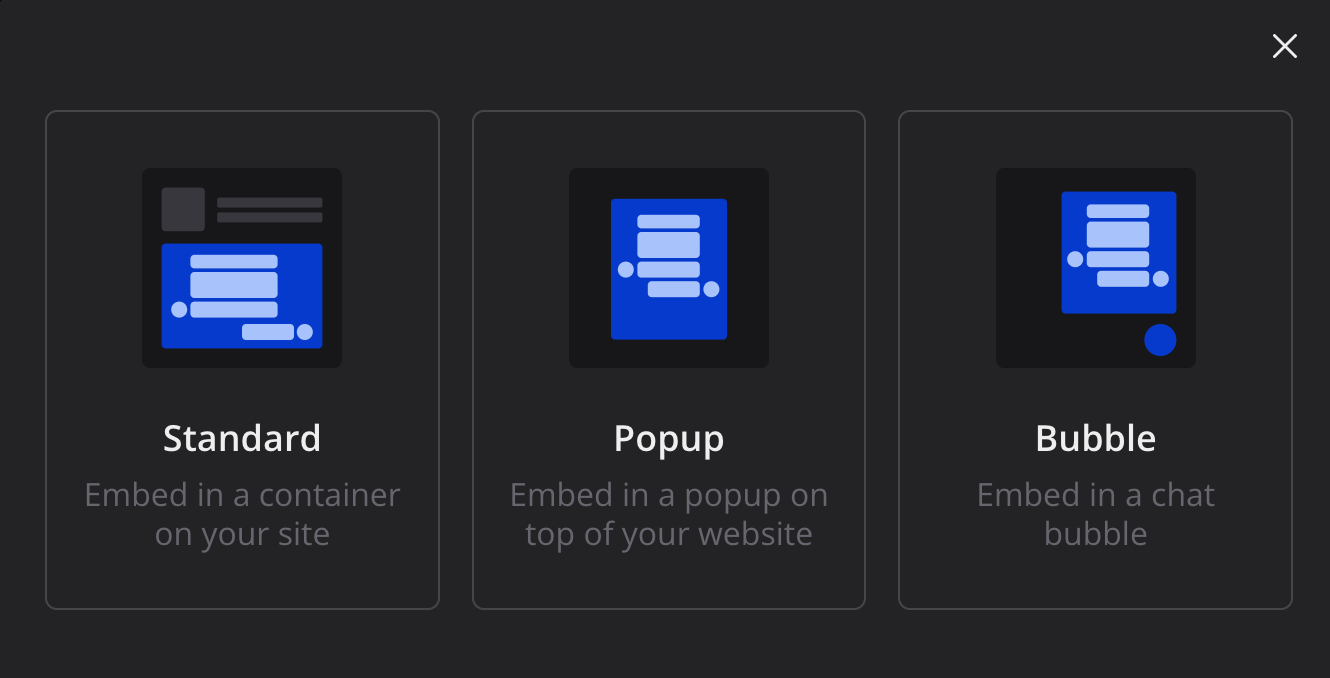 Standard
Embed in a container
on your site
Popup
Embed in a popup on
top of your website
Bubble
Embed in a chat
bubble